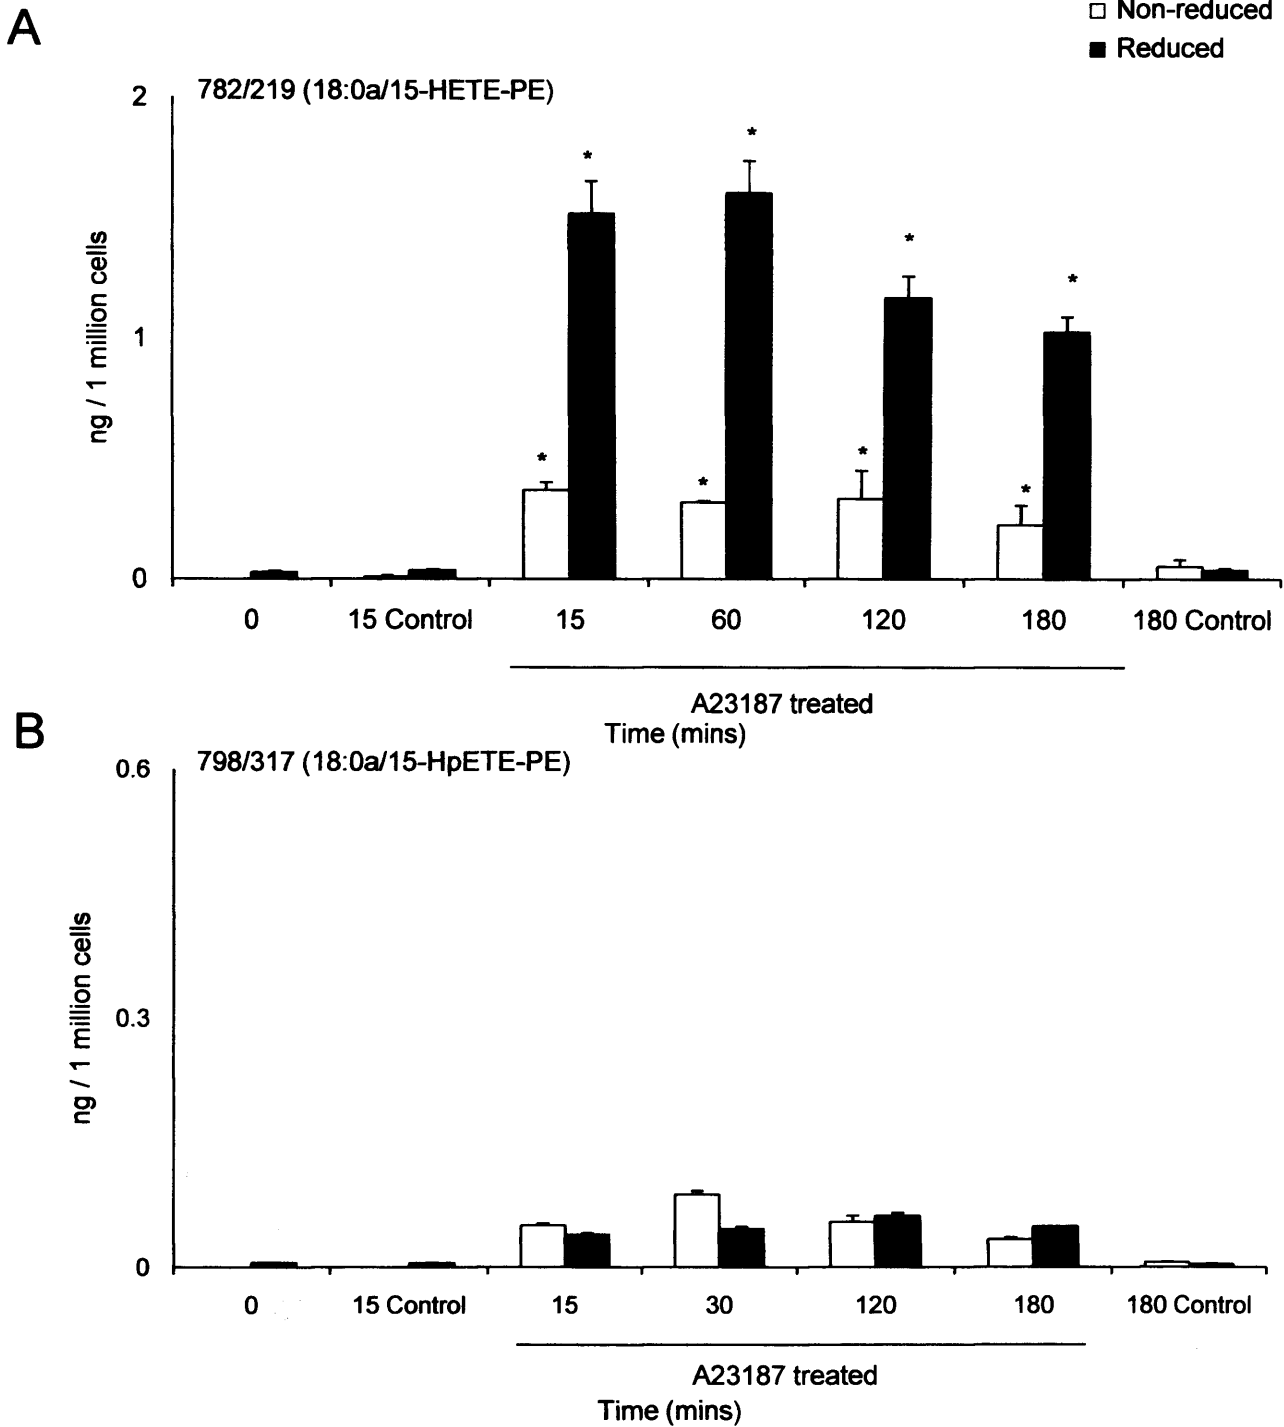 A
Non-reduced
Reduced
782/219 (18:0a/15-HETE-PE)
2
1
0
ng / 1 million cells
* * * * * * * *
0 15 Control 15 60 120 180 180 Control
A23187 treated
Time (mins)
B
798/317 (18:0a/15-HpETE-PE)
0.6
0.3
0
ng / 1 million cells
0 15 Control 15 30 120 180 180 Control
A23187 treated
Time (mins)